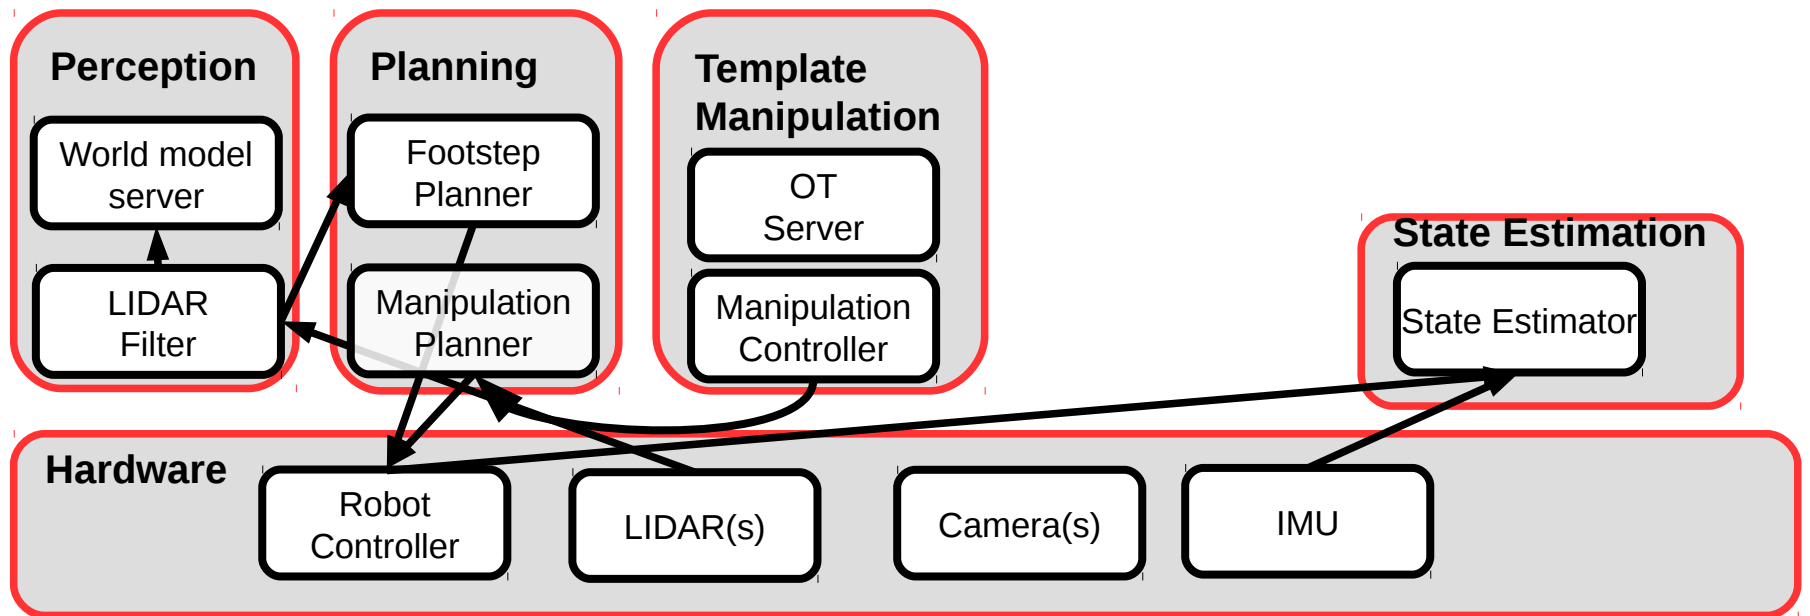 Perception
World model
server
LIDAR
Filter
Planning
Footstep
Planner
Manipulation
Planner
Template
Manipulation
OT
Server
Manipulation
Controller
State Estimation
State Estimator
Hardware
Robot
Controller
LIDAR(s)
Camera(s)
IMU